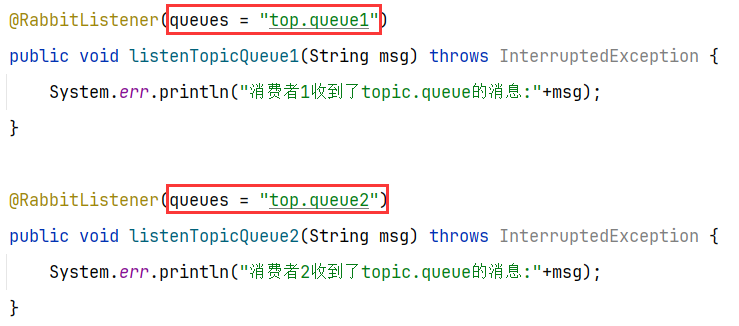 @RabbitListener(queues = "top.queue1")
public void listenTopicQueue1(String msg) throws InterruptedException {
    System.err.println("消费者1收到了topic.queue的消息:"+msg);
}
@RabbitListener(queues = "top.queue2")
public void listenTopicQueue2(String msg) throws InterruptedException {
    System.err.println("消费者2收到了topic.queue的消息:"+msg);
}